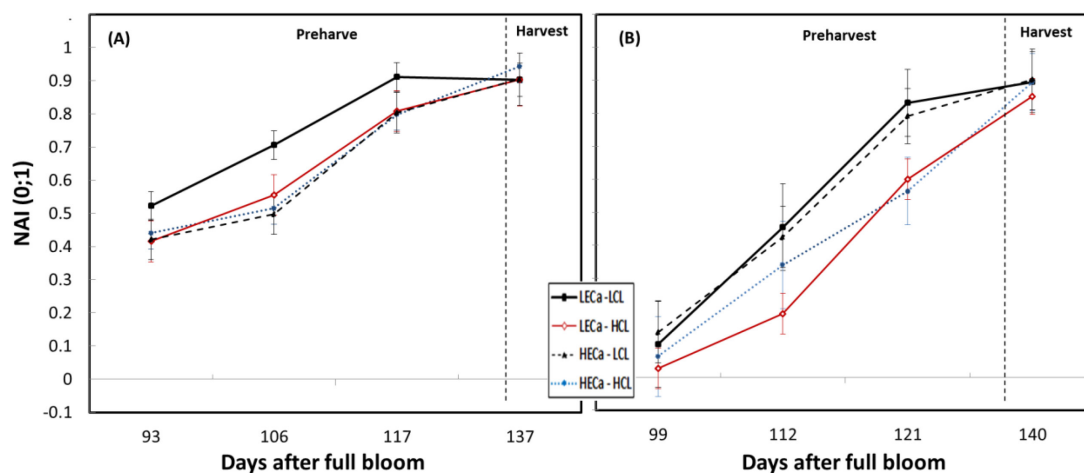 (A)
Preharve
Harvest
NAI (0;1)
1
0.9
0.8
0.7
0.6
0.5
0.4
0.3
0.2
0.1
0
-0.1
93
106
117
137
Days after full bloom
(B)
Preharvest
Harvest
LECa -LCL
LECa - HCL
HECa - LCL
HECa - HCL
99
112
121
140
Days after full bloom